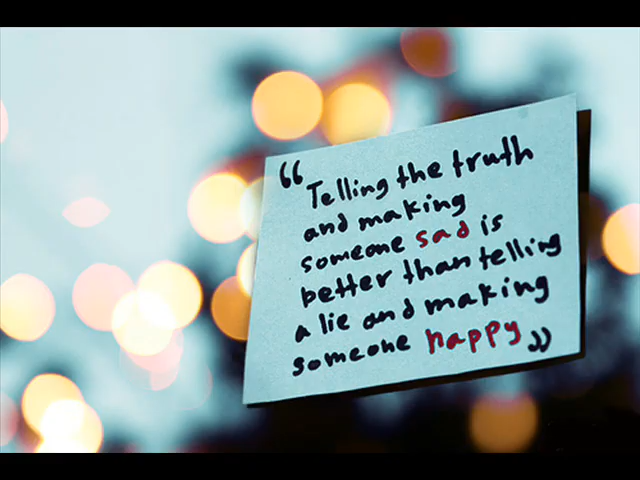 “Telling the truth
and making
someone sad is
better than telling
a lie and making
someone happy„